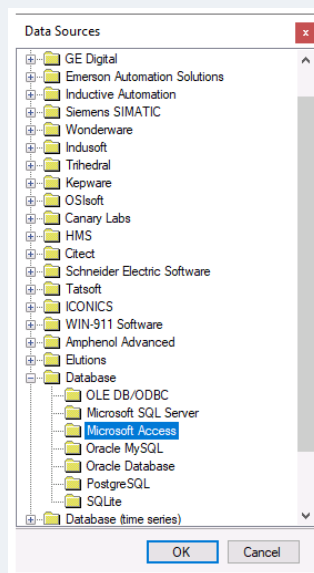 Data Sources
x
GE Digital
Emerson Automation Solutions
Inductive Automation
Siemens SIMATIC
Wonderware
Indusoft
Trihedral
Kepware
OSIsoft
Canary Labs
HMS
Citect
Schneider Electric Software
Tatsoft
ICONICS
WIN-911 Software
Amphenol Advanced
Elutions
Database
OLE DB/ODBC
Microsoft SQL Server
Microsoft Access
Oracle MySQL
Oracle Database
PostgreSQL
SQLite
Database (time series)
OK Cancel